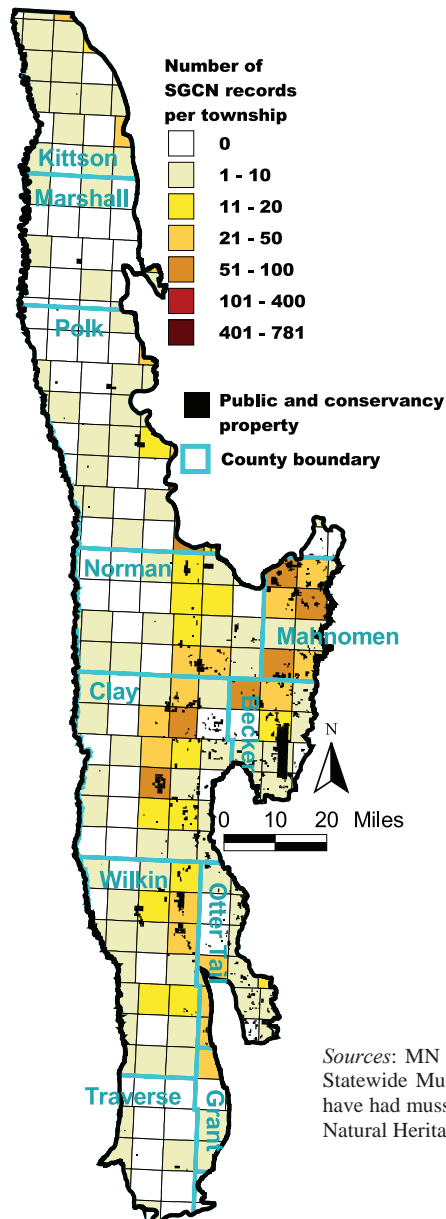 Number of
SGCN records
per township
0
1 - 10
11 - 20
21 - 50
51 - 100
101 - 400
401 - 781
Public and conservancy
property
County boundary
Kittson
Marshall
Polk
Norman
Mahnomen
Clay
Becker
N
0 10 20 Miles
Wilkin
Otter Tail
Traverse
Grant
Sources: MN
Statewide Mu
have had muss
Natural Herita